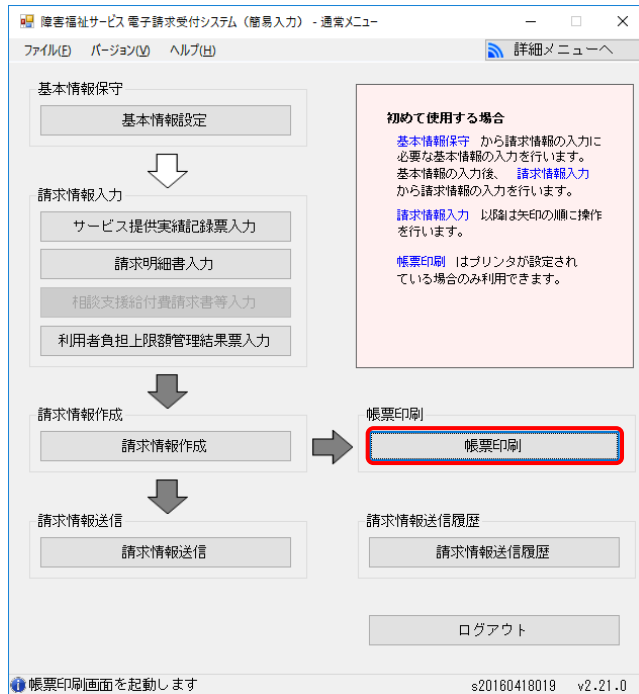 障害福祉サービス 電子請求受付システム（簡易入力） - 通常メニュー
ファイル(F) バージョン(V) ヘルプ(H)
詳細メニューへ
基本情報保守
基本情報設定
請求情報入力
サービス提供実績記録票入力
請求明細書入力
相談支援給付費請求書等入力
利用者負担上限額管理結果票入力
初めて使用する場合
基本情報保守 から請求情報の入力に
必要な基本情報の入力を行います。
基本情報の入力後、 請求情報入力
から請求情報の入力を行います。
請求情報入力 以降は矢印の順に操作
を行います。
帳票印刷 はプリンタが設定され
ている場合のみ利用できます。
請求情報作成
請求情報作成
帳票印刷
帳票印刷
請求情報送信
請求情報送信
請求情報送信履歴
請求情報送信履歴
ログアウト
帳票印刷画面を起動します
s20160418019 v2.21.0